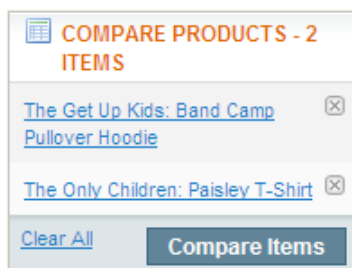 COMPARE PRODUCTS - 2
ITEMS
The Get Up Kids: Band Camp
Pullover Hoodie
The Only Children: Paisley T-Shirt
Clear All
Compare Items